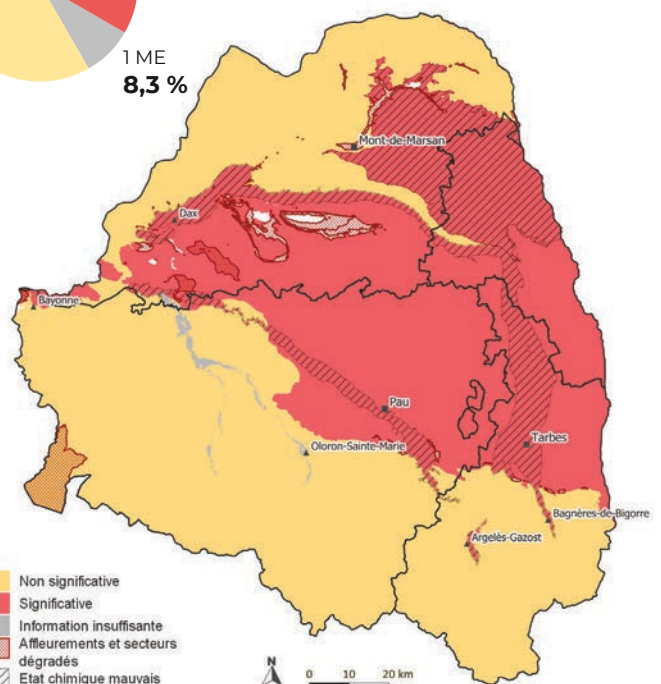 1 ME
8,3 %
Mont-de-Marsan
Dax
Bayonne
Pau
Oloron-Sainte-Marie
Tarbes
Bagnères-de-Bigorre
Argelès-Gazost
Non significative
Significative
Information insuffisante
Affleurements et secteurs
dégradés
Etat chimique mauvais
N
0 10 20 km